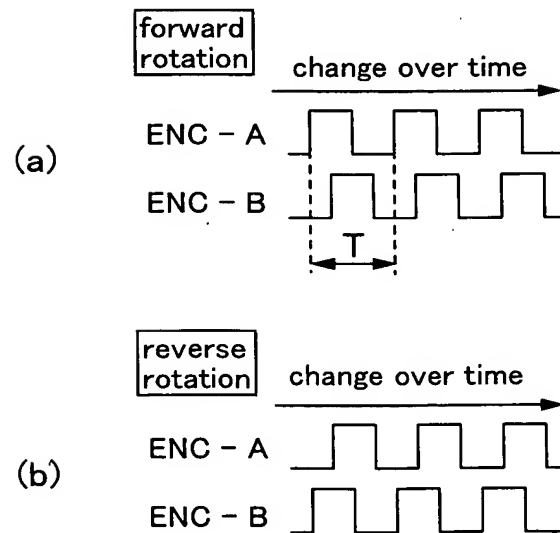 forward
rotation
change over time
(a)
ENC - A
ENC - B
T
reverse
rotation
change over time
(b)
ENC - A
ENC - B